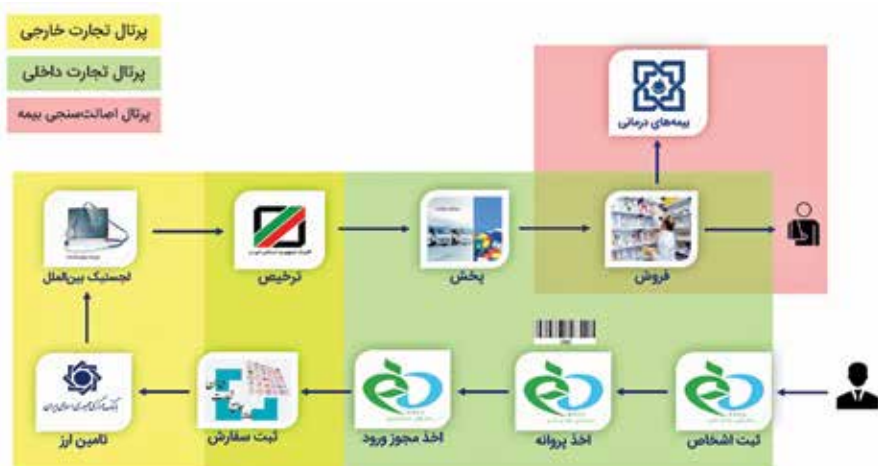 پرتال تجارت خارجی
پرتال تجارت داخلی
پرتال اصالت‌سنجی بیمه
بیمه‌های درمانی
لجستیک بین‌الملل
ترخیص
پخش
فروش
تامین ارز
ثبت سفارش
اخذ مجوز ورود
اخذ پروانه
ثبت اشخاص